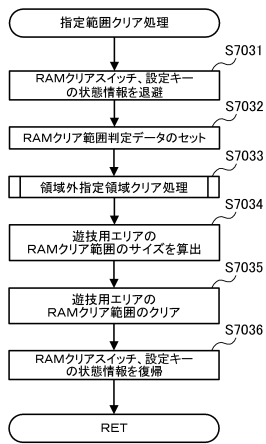 指定範囲クリア処理
S7031
RAMクリアスイッチ、設定キー
の状態情報を退避
S7032
RAMクリア範囲判定データのセット
S7033
領域外指定領域クリア処理
S7034
遊技用エリアの
RAMクリア範囲のサイズを算出
S7035
遊技用エリアの
RAMクリア範囲のクリア
S7036
RAMクリアスイッチ、設定キー
の状態情報を復帰
RET